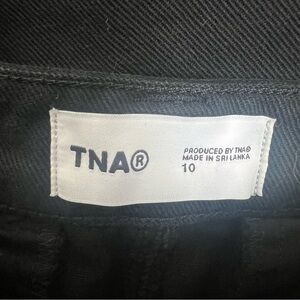 TNA®
PRODUCED BY TNA®
MADE IN SRI LANKA
10